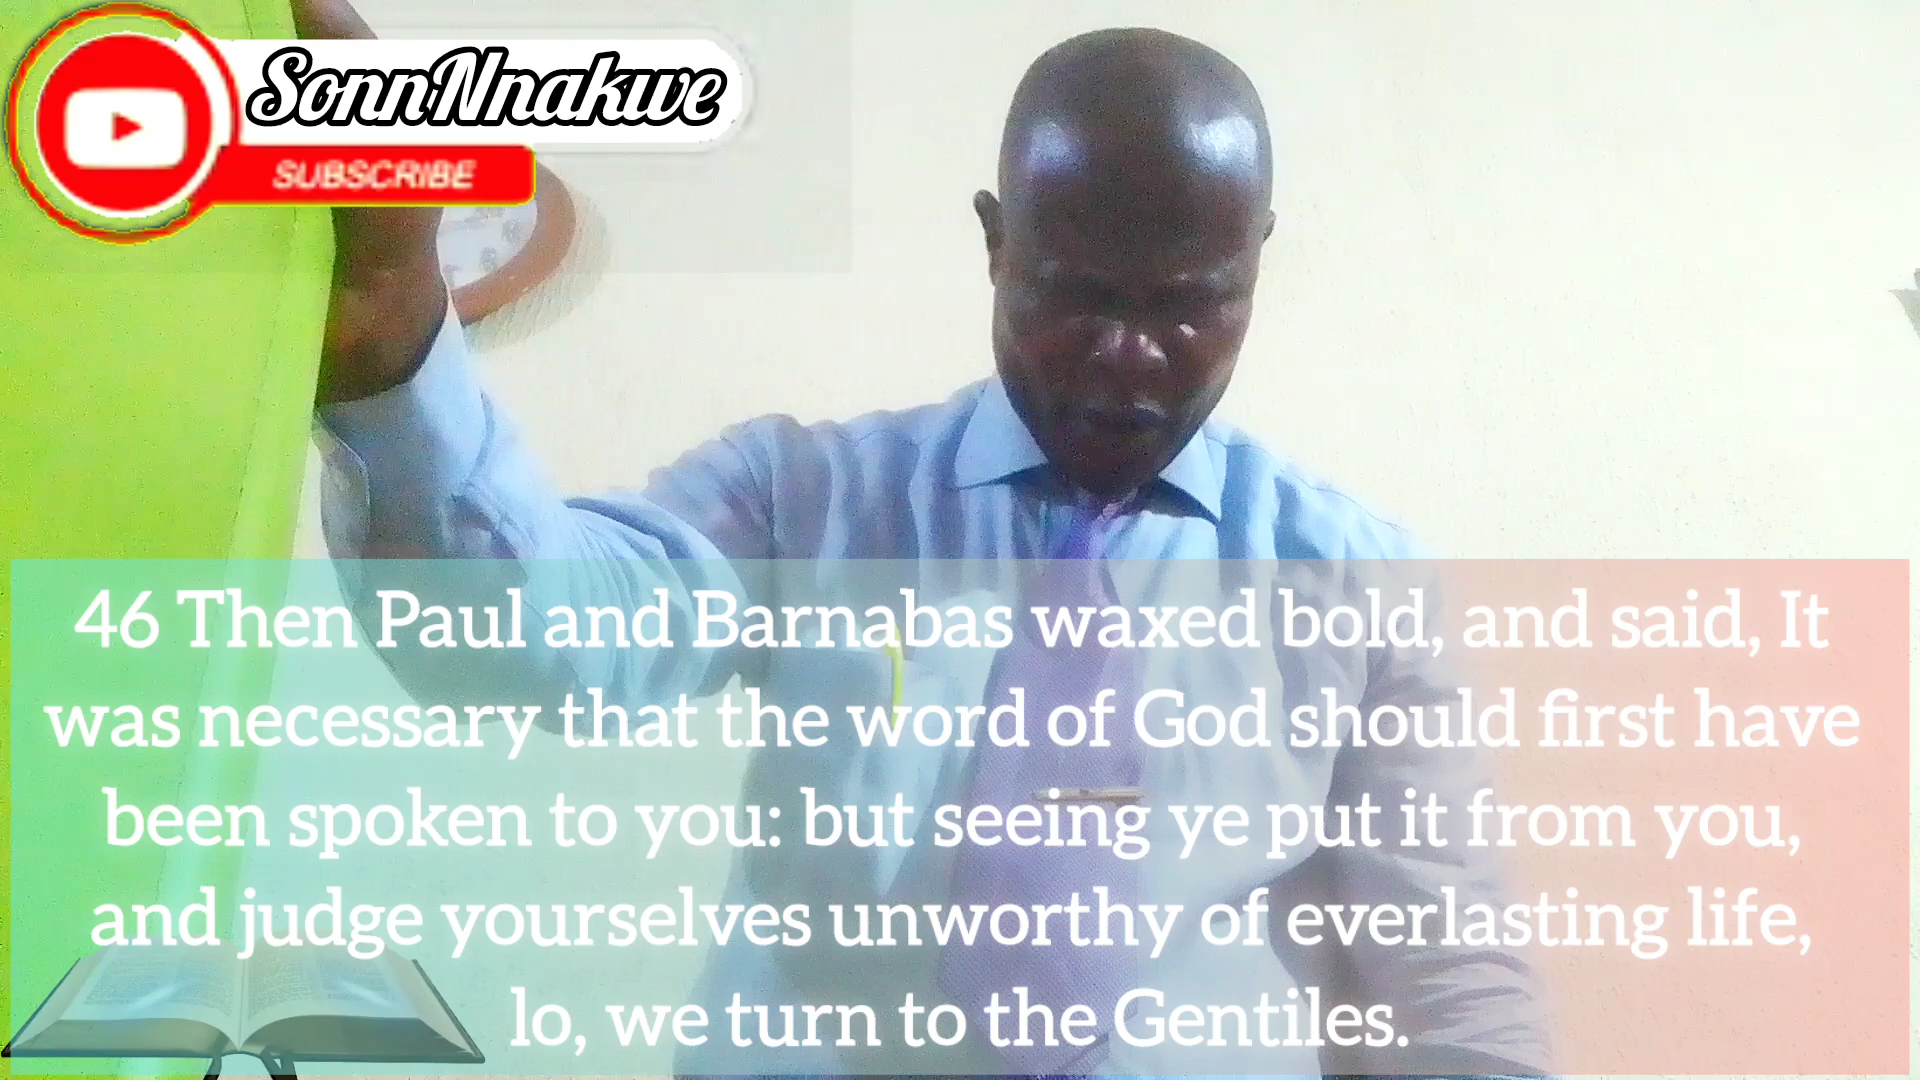 SonnNnakwe
SUBSCRIBE
46 Then Paul and Barnabas waxed bold, and said, It
was necessary that the word of God should first have
been spoken to you: but seeing ye put it from you,
and judge yourselves unworthy of everlasting life,
lo, we turn to the Gentiles.